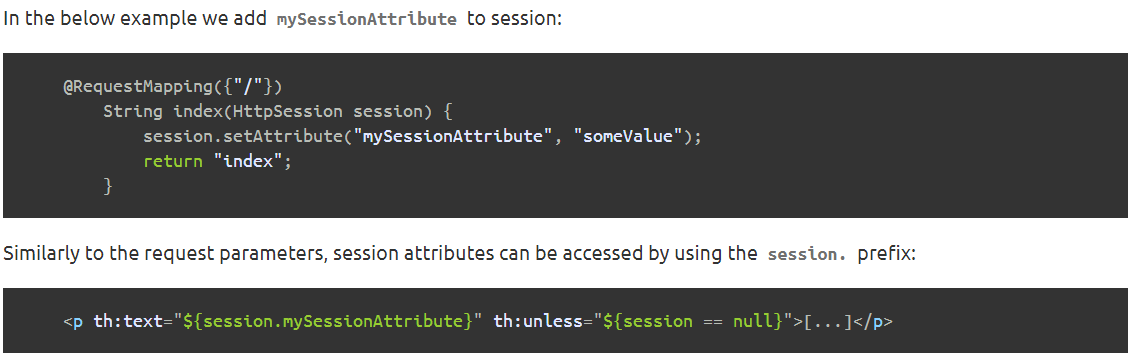 In the below example we add mySessionAttribute to session:
@RequestMapping({"/"})
String index(HttpSession session) {
session.setAttribute("mySessionAttribute", "someValue");
return "index";
}
Similarly to the request parameters, session attributes can be accessed by using the session. prefix:
<p th:text="${session.mySessionAttribute}" th:unless="${session == null}">[...]</p>